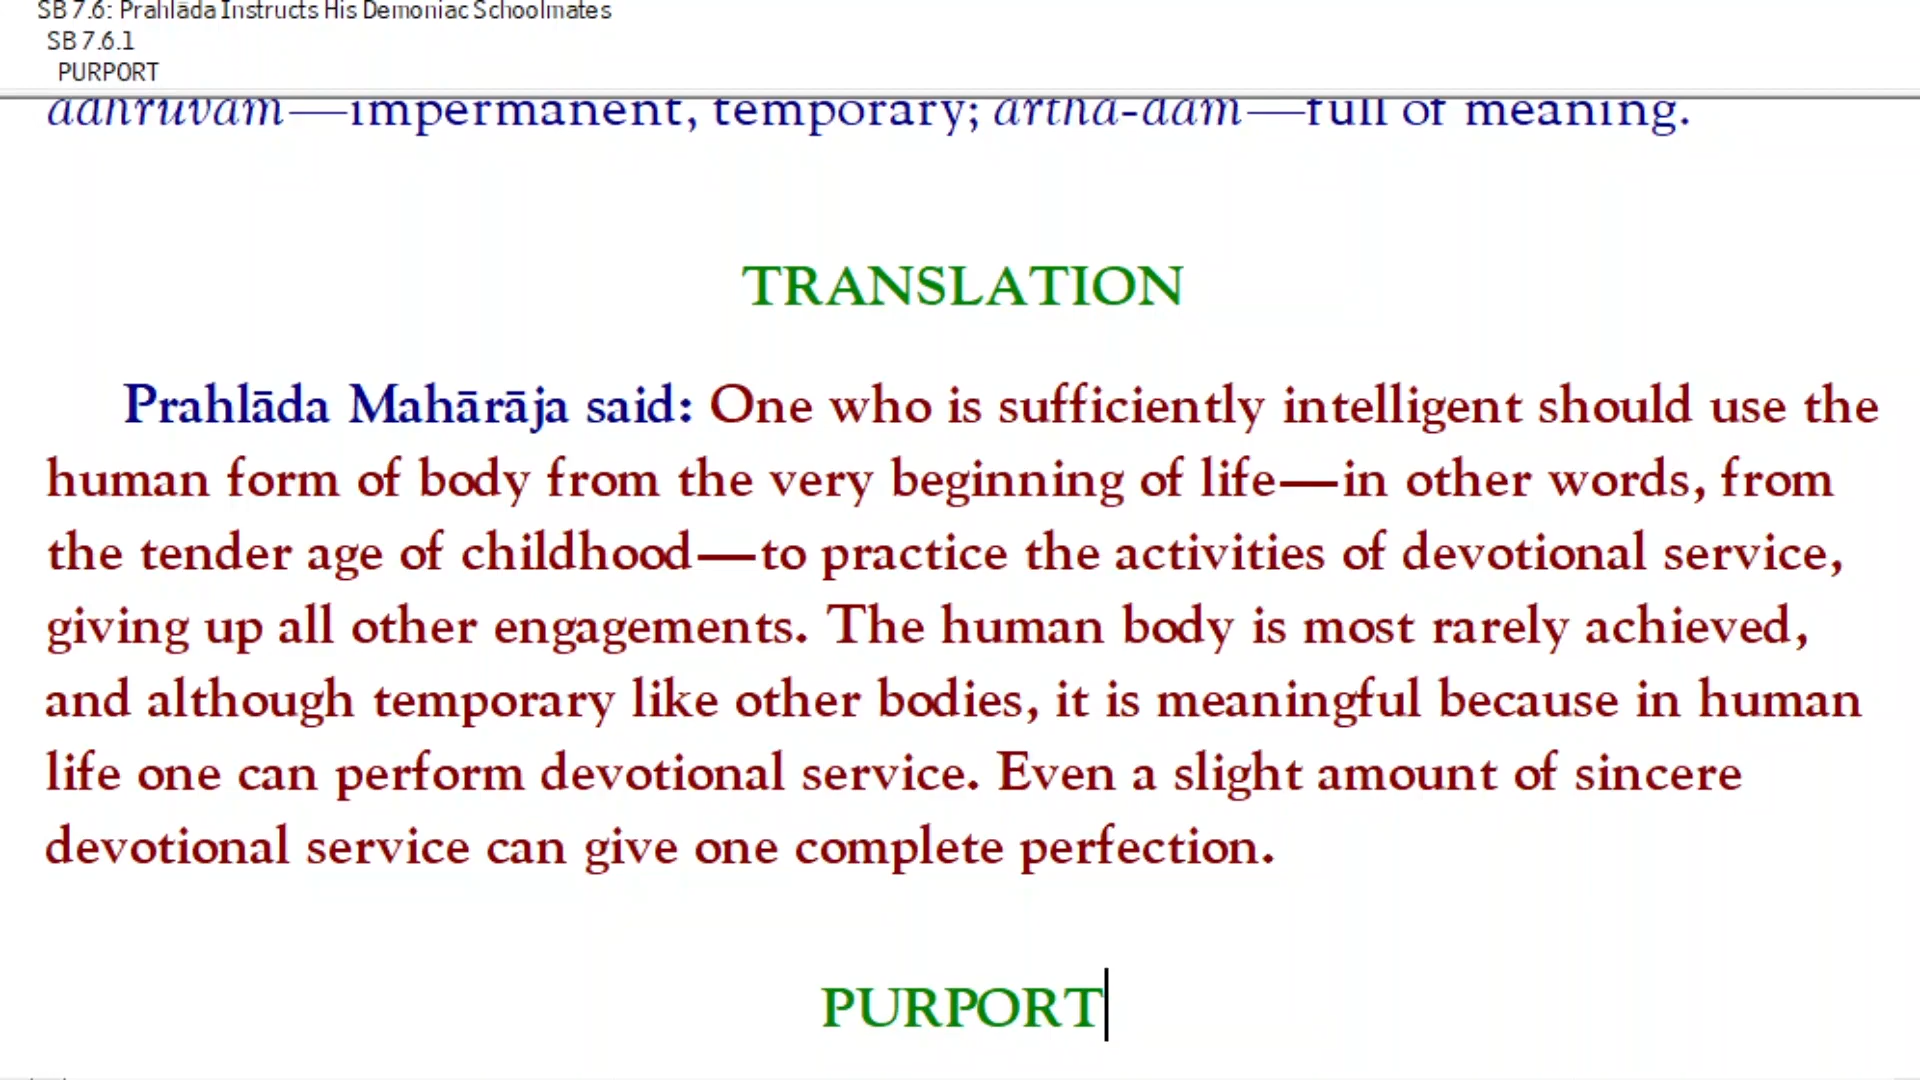 SB 7.6: Prahlāda Instructs His Demoniac Schoolmates
SB 7.6.1
PURPORT
adhruvam—impermanent, temporary; artha-dam—full of meaning.
TRANSLATION
Prahlāda Mahārāja said: One who is sufficiently intelligent should use the
human form of body from the very beginning of life—in other words, from
the tender age of childhood—to practice the activities of devotional service,
giving up all other engagements. The human body is most rarely achieved,
and although temporary like other bodies, it is meaningful because in human
life one can perform devotional service. Even a slight amount of sincere
devotional service can give one complete perfection.
PURPORT